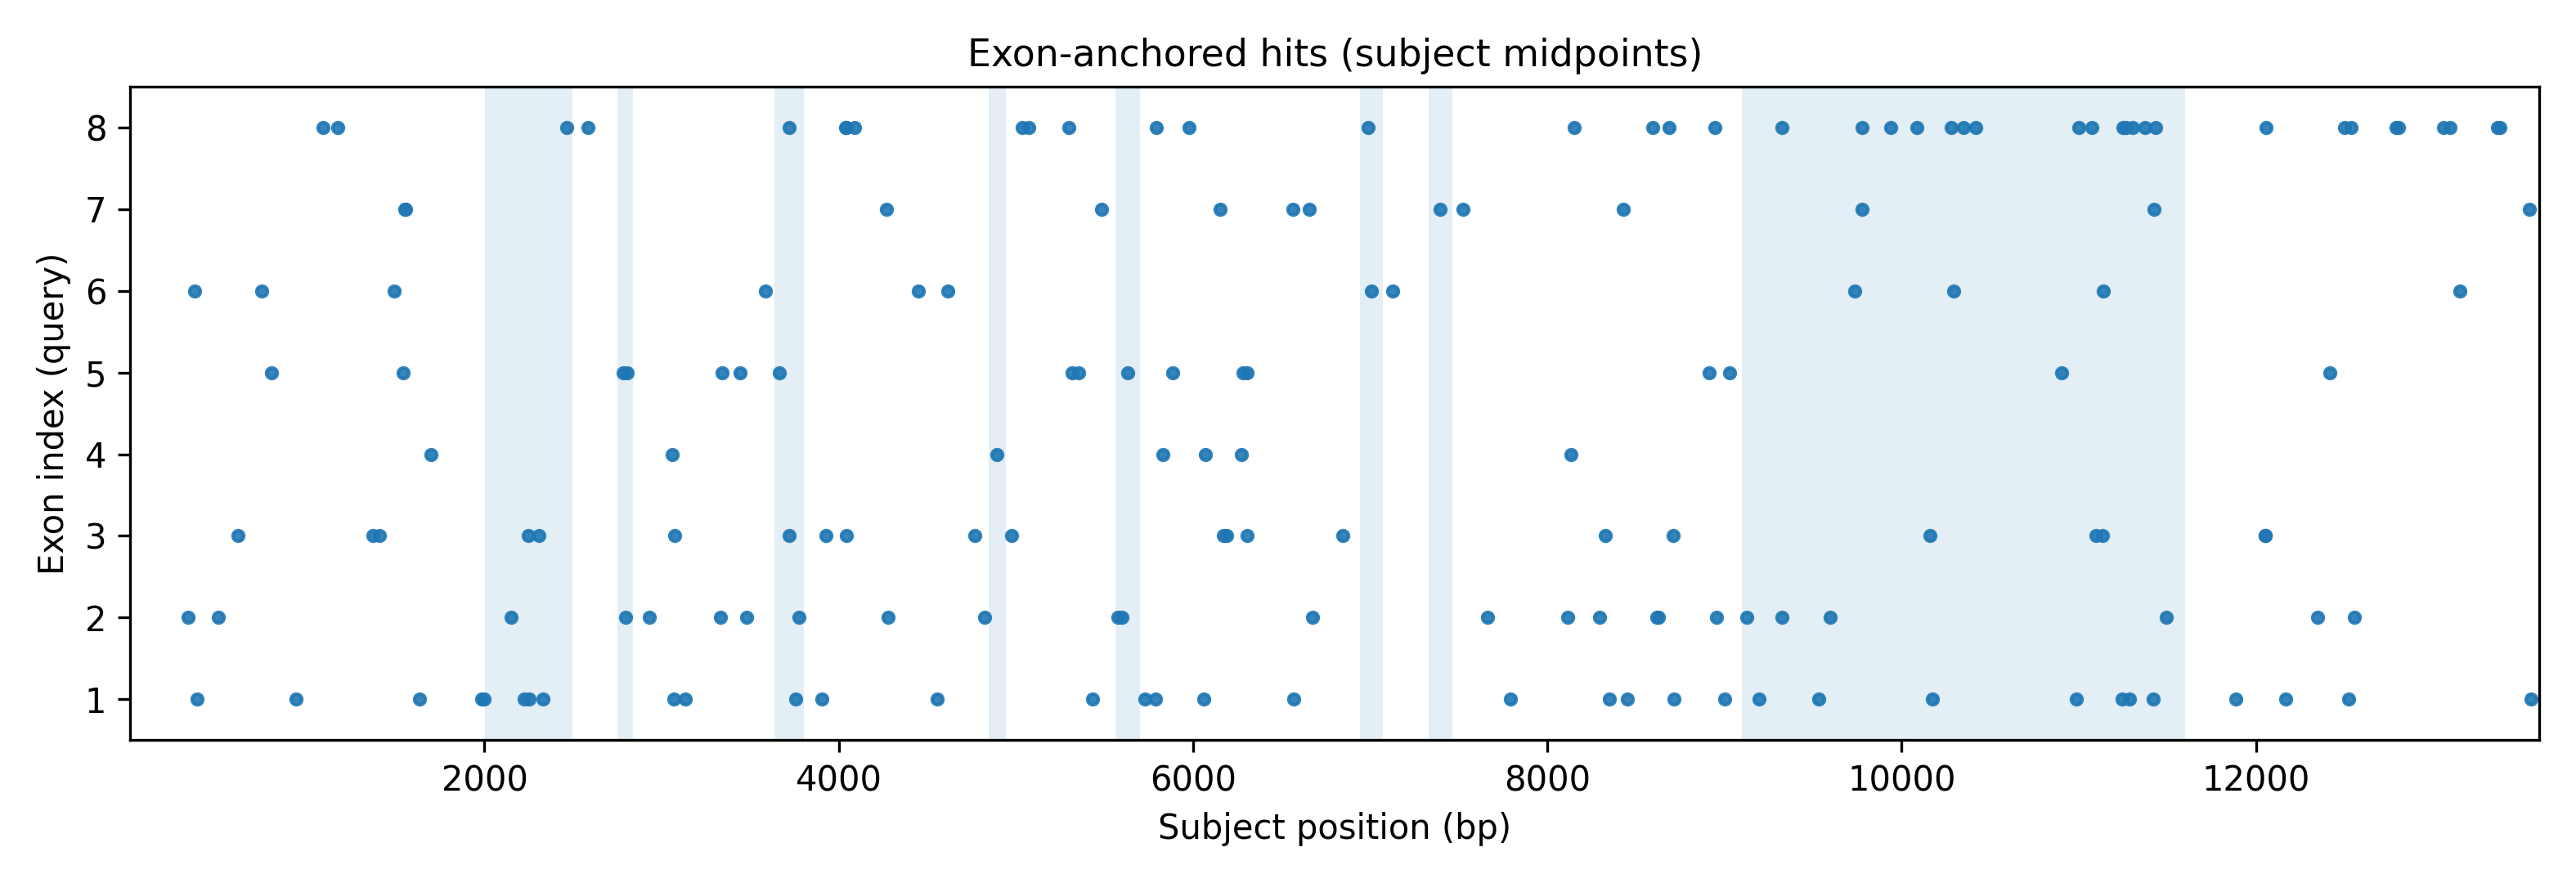 Exon-anchored hits (subject midpoints)
Exon index (query)
8
7
6
5
4
3
2
1
2000 4000 6000 8000 10000 12000
Subject position (bp)